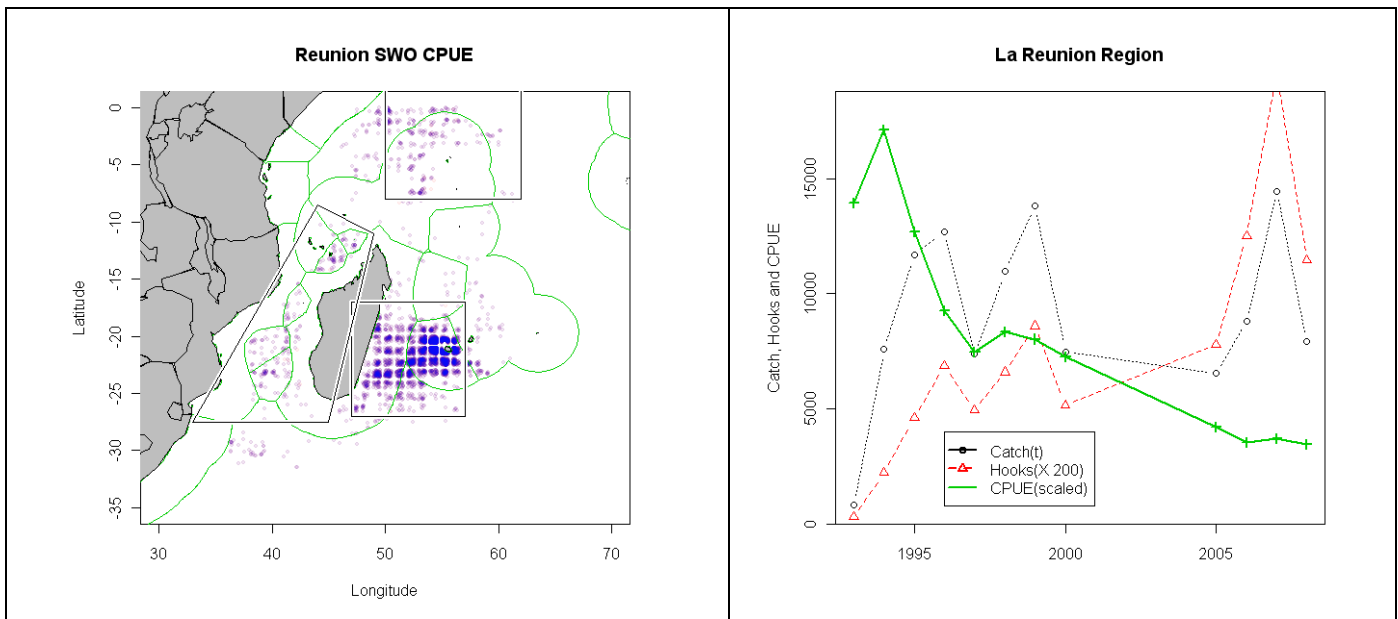 Reunion SWO CPUE
0
-5
-10
-15
-20
-25
-30
-35
Latitude
30
40
50
60
70
Longitude
La Reunion Region
15000
10000
5000
0
Catch, Hooks and CPUE
Catch(t)
Hooks(X 200)
CPUE(scaled)
1995
2000
2005